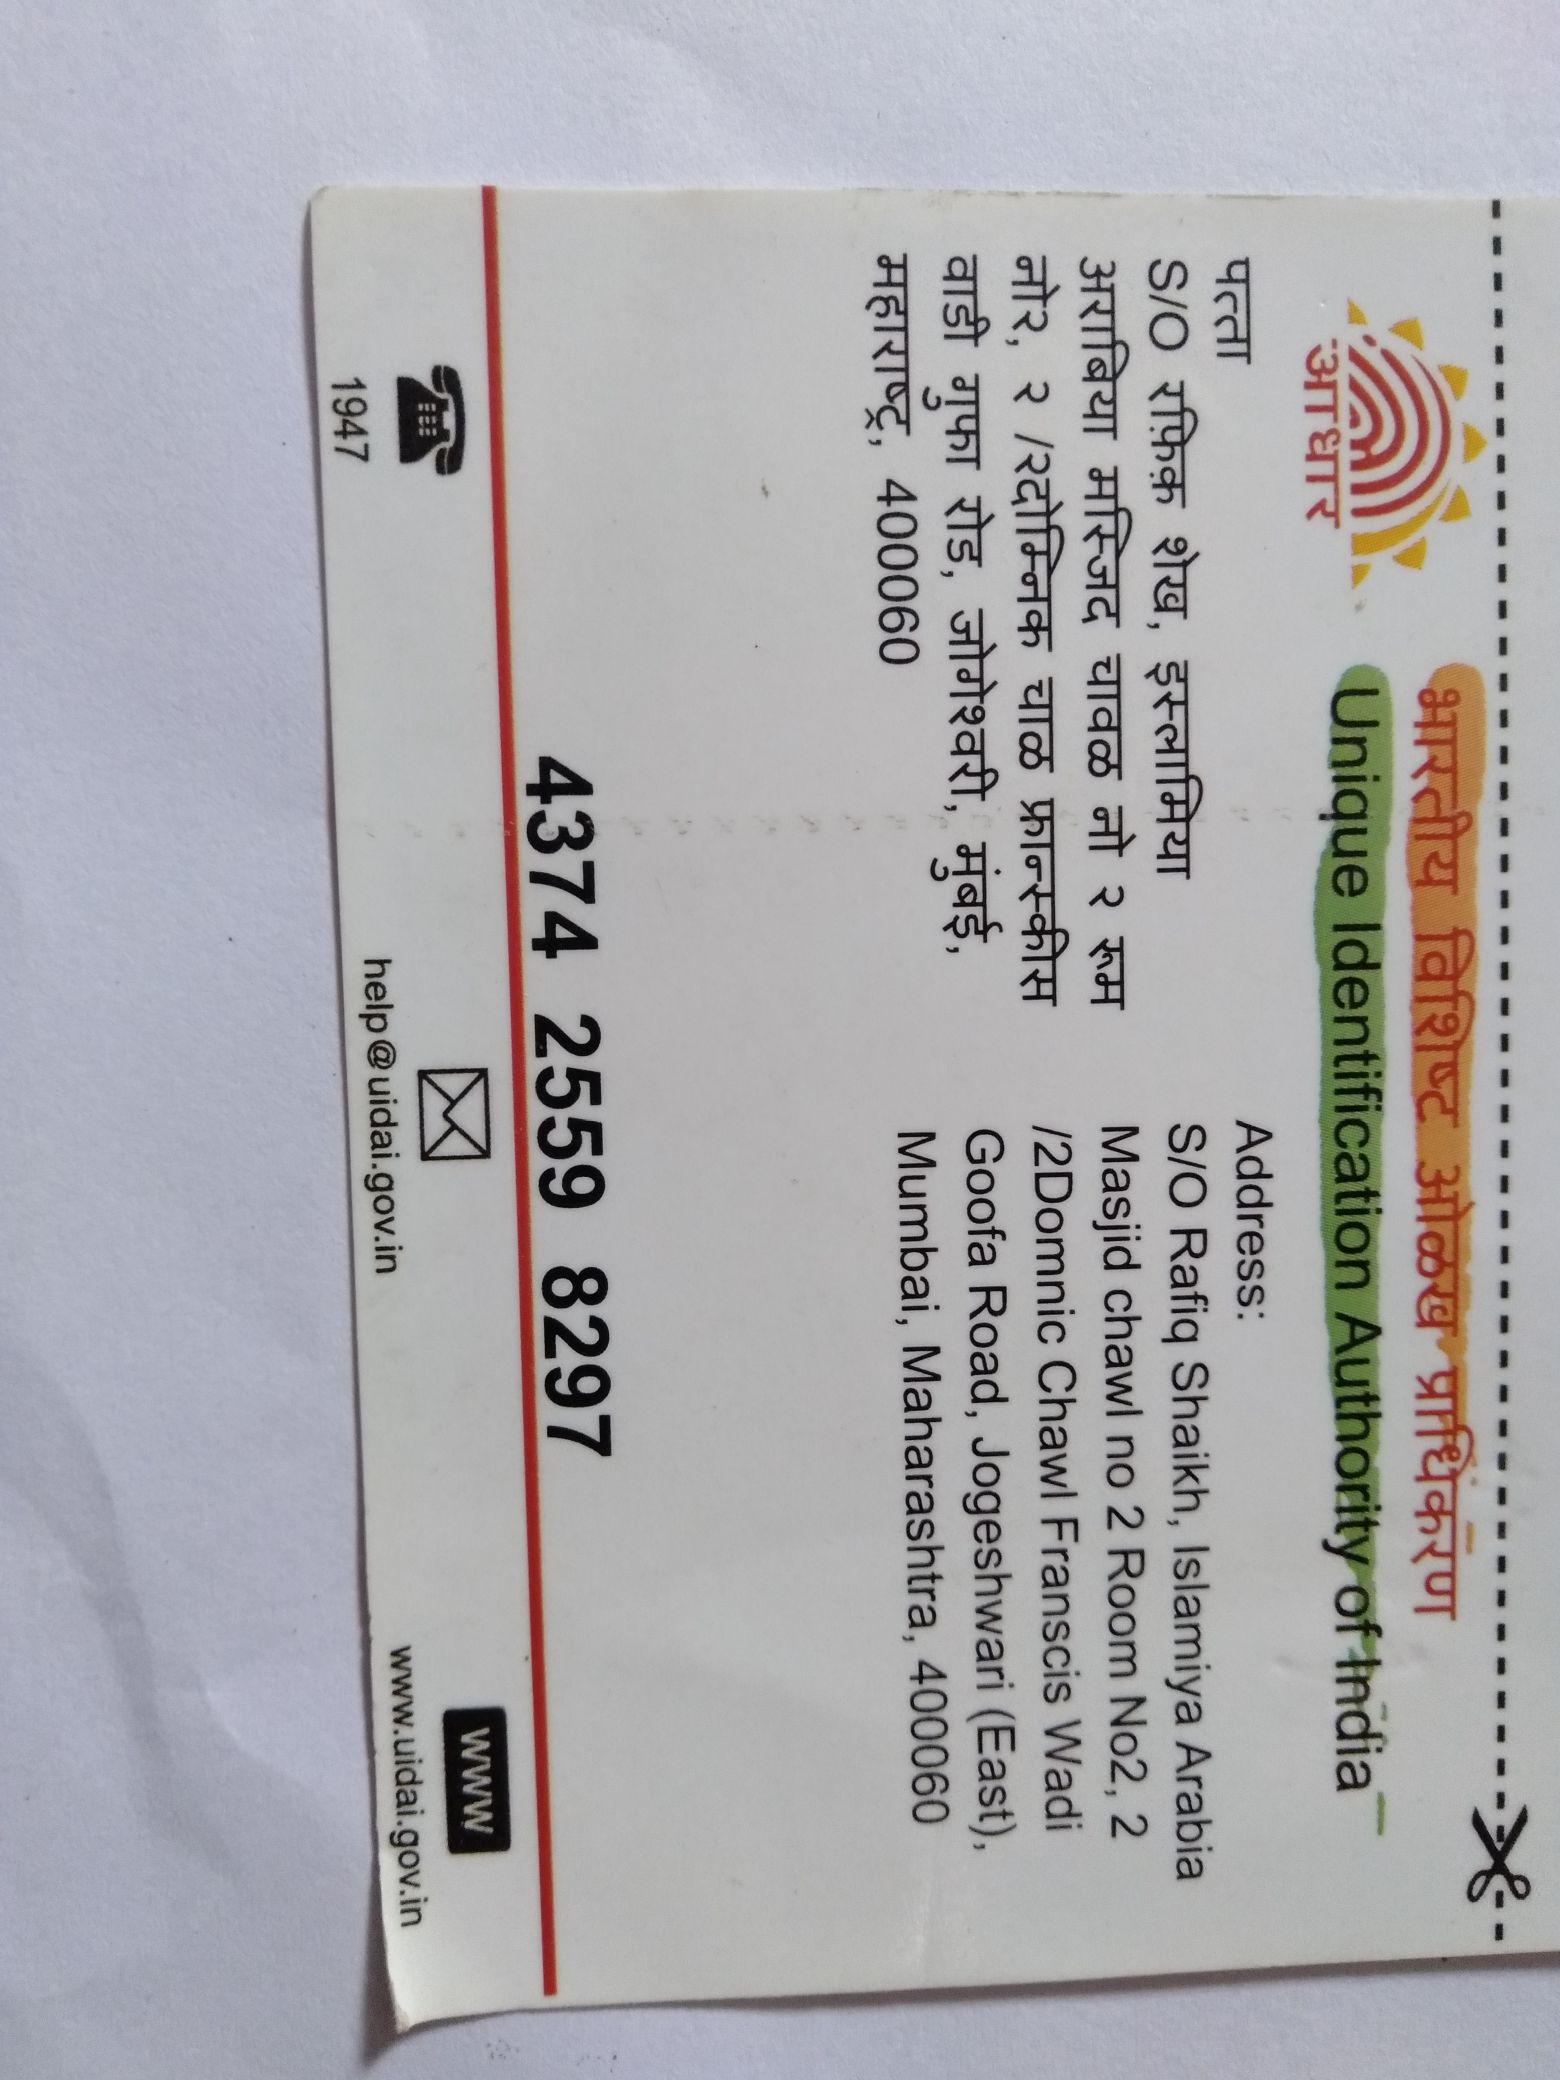 आधार
भारतीय विशिष्ट ओळख प्राधिकरण
Unique Identification Authority of India
पत्ता
S/O रफ़िक़ शेख, इस्लामिया
अराबिया मस्जिद चावळ नो २ रूम
नो२, २ /२दोम्निक चाळ फ्रान्स्कीस
वाडी गुफा रोड, जोगेश्वरी, मुंबई,
महाराष्ट्र, 400060
Address:
S/O Rafiq Shaikh, Islamiya Arabia
Masjid chawl no 2 Room No2, 2
/2Domnic Chawl Franscis Wadi
Goofa Road, Jogeshwari (East),
Mumbai, Maharashtra, 400060
4374 2559 8297
1947
help@uidai.gov.in
WWW
www.uidai.gov.in